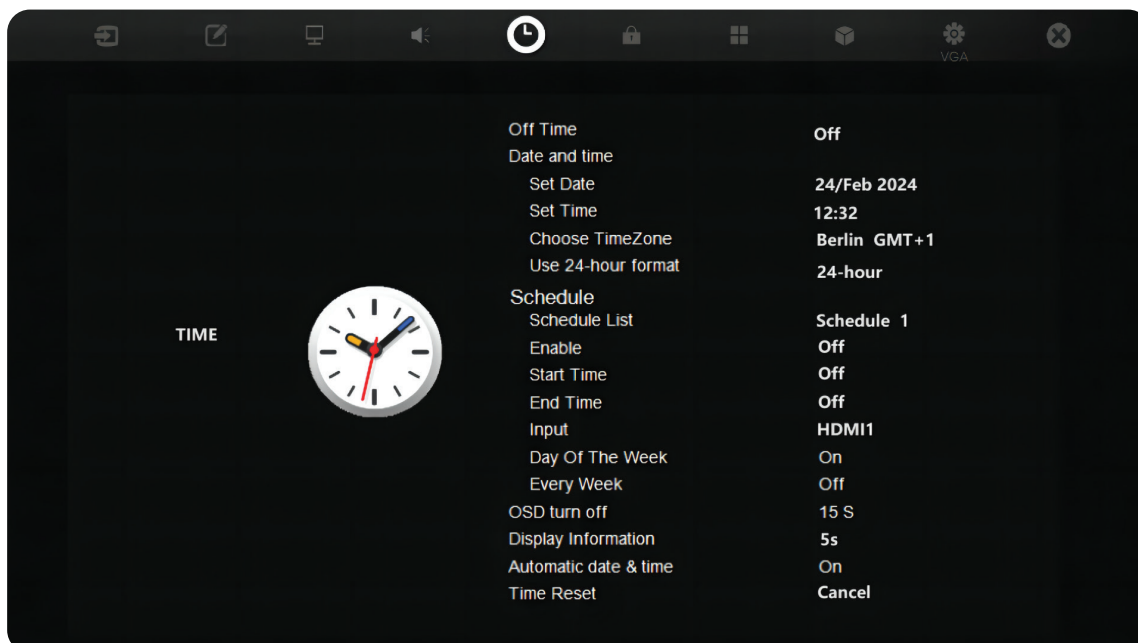 VGA
Off Time Off
Date and time
Set Date 24/Feb 2024
Set Time 12:32
Choose TimeZone Berlin GMT+1
Use 24-hour format 24-hour
Schedule
Schedule List Schedule 1
TIME
Enable Off
Start Time Off
End Time Off
Input HDMI1
Day Of The Week On
Every Week Off
OSD turn off 15 S
Display Information 5s
Automatic date & time On
Time Reset Cancel